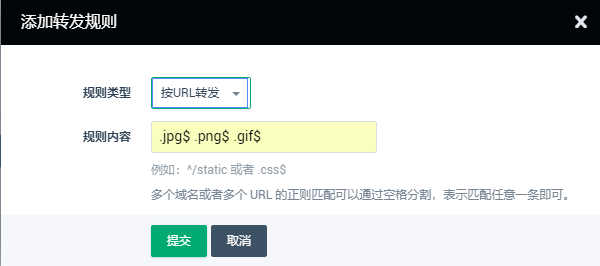 添加转发规则
规则类型 按URL转发
规则内容 .jpg$ .png$ .gif$
例如：^/static 或者 .css$
多个域名或者多个 URL 的正则匹配可以通过空格分割，表示匹配任意一条即可。
提交 取消